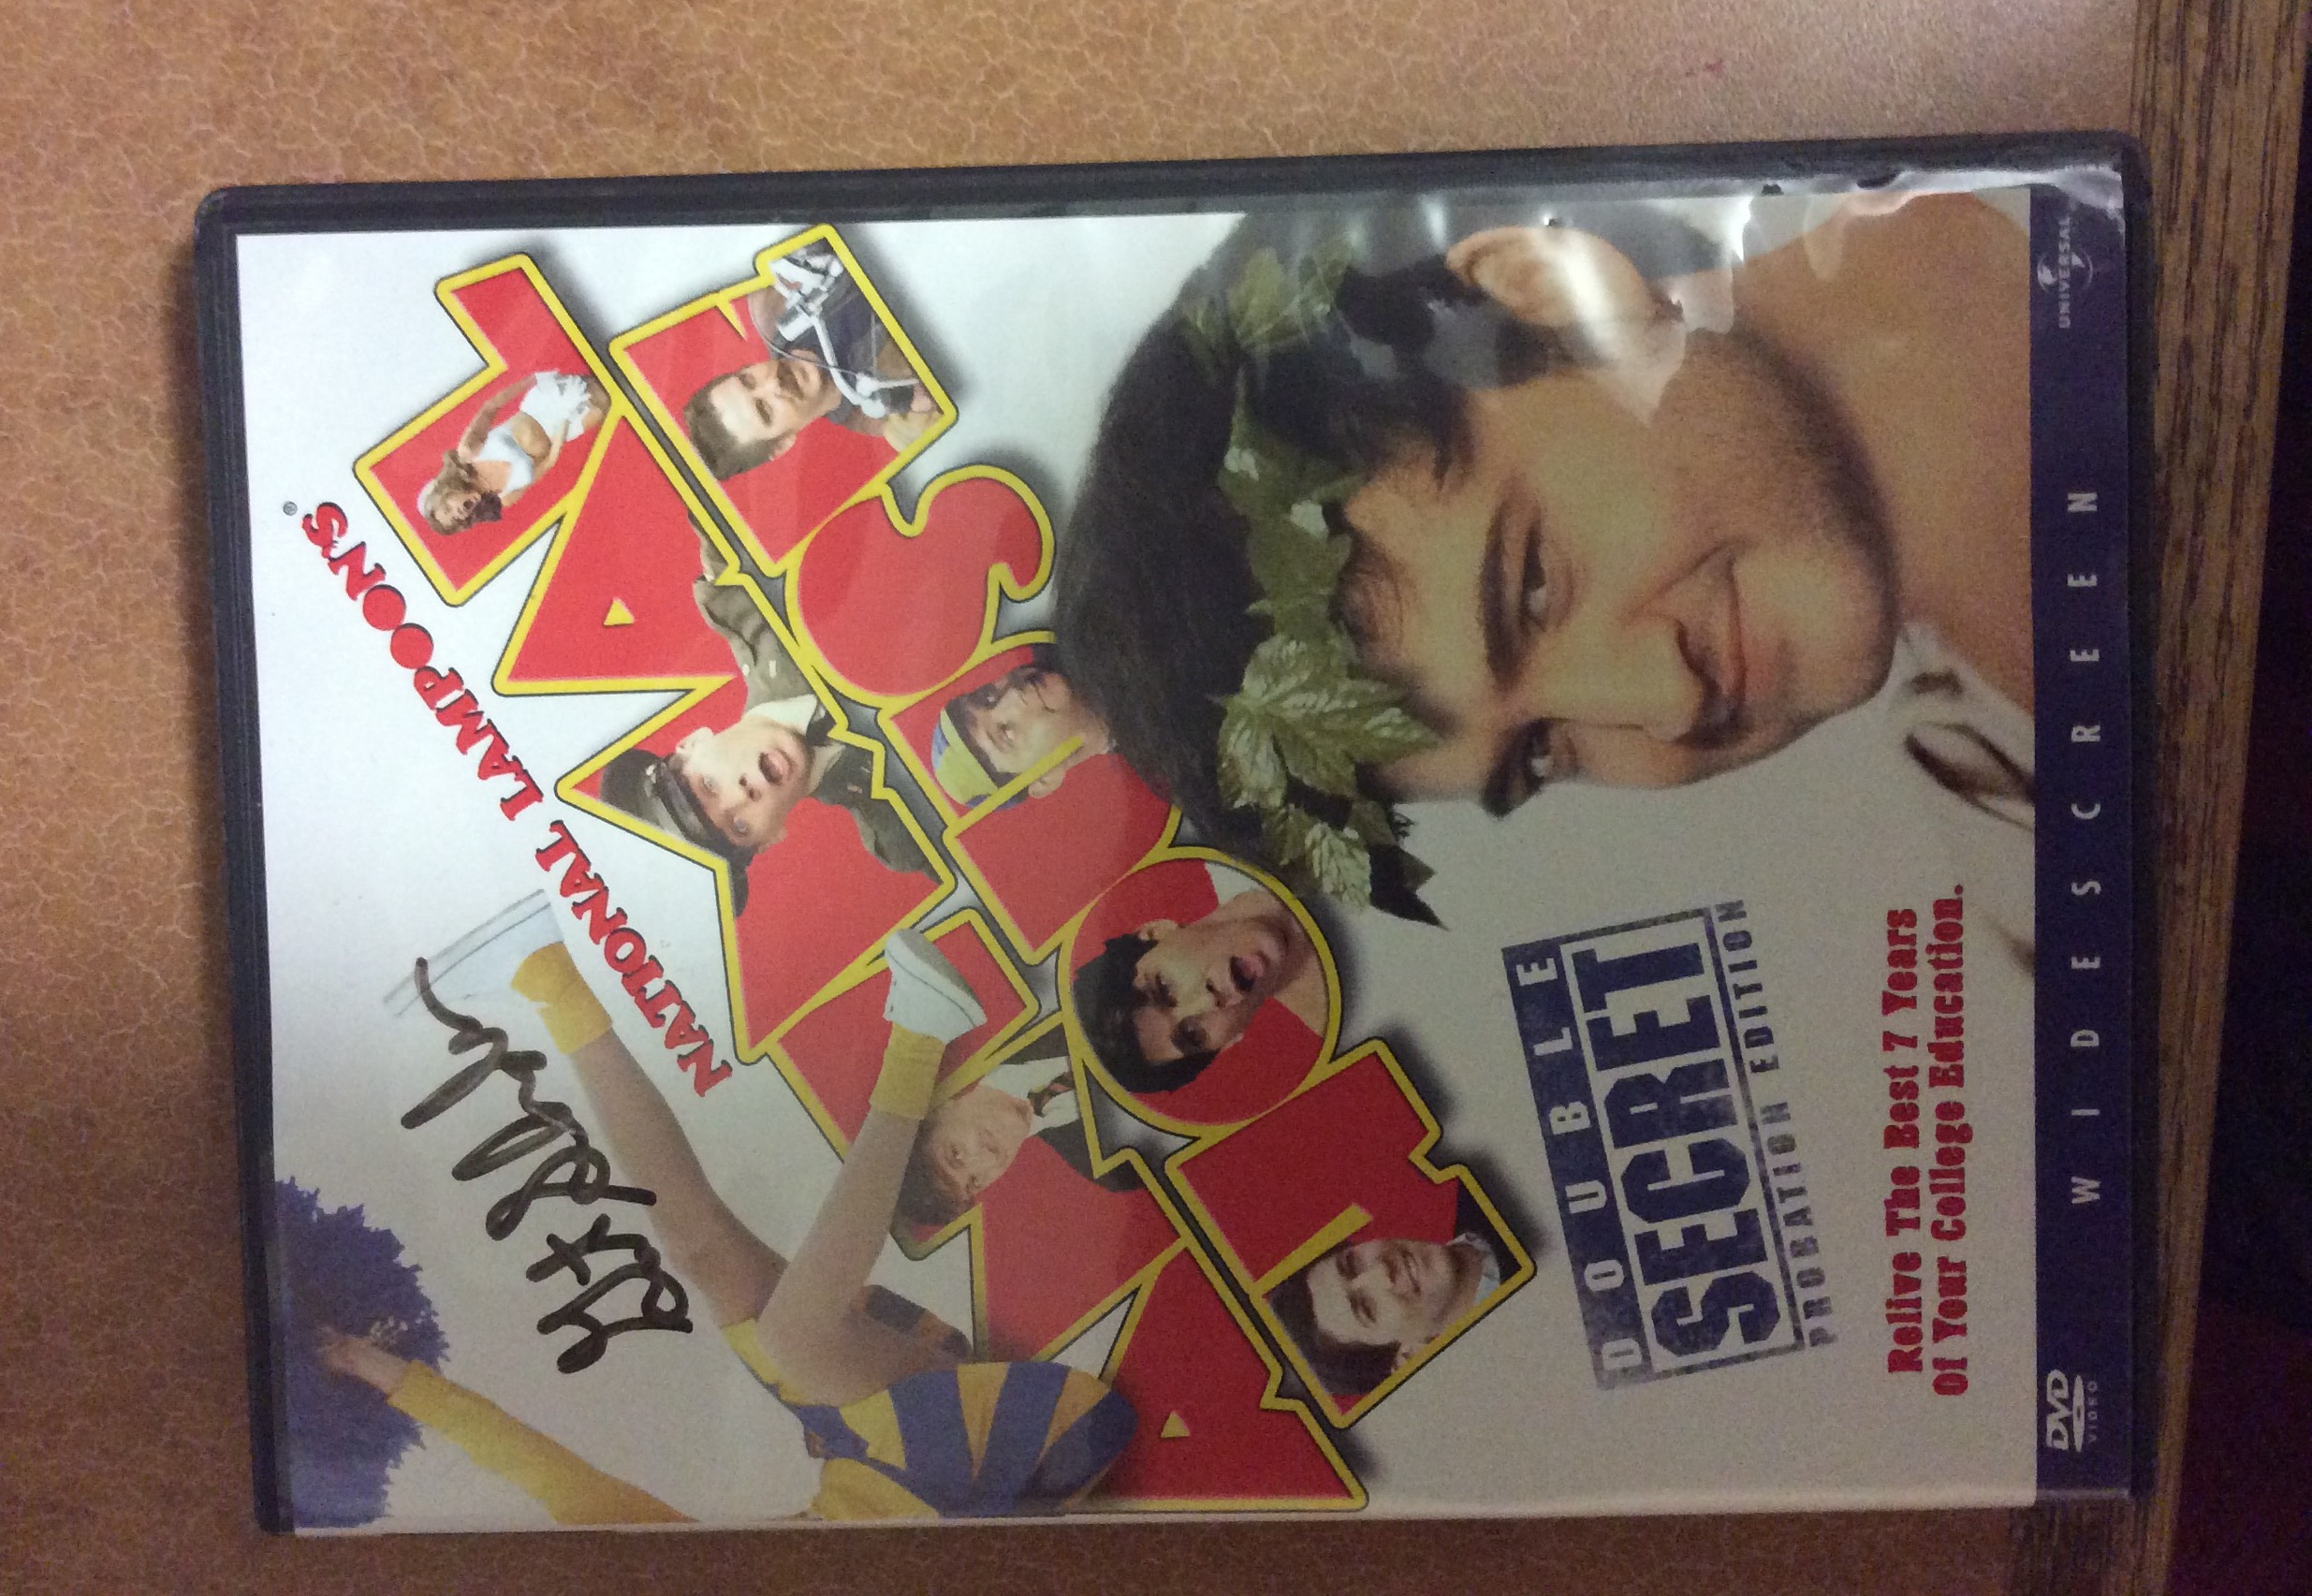 NATIONAL LAMPOON'S®
ANIMAL
HOUSE
DOUBLE
SECRET
PROBATION EDITION
Relive The Best 7 Years
Of Your College Education.
DVD
VIDEO
WIDESCREEN
UNIVERSAL